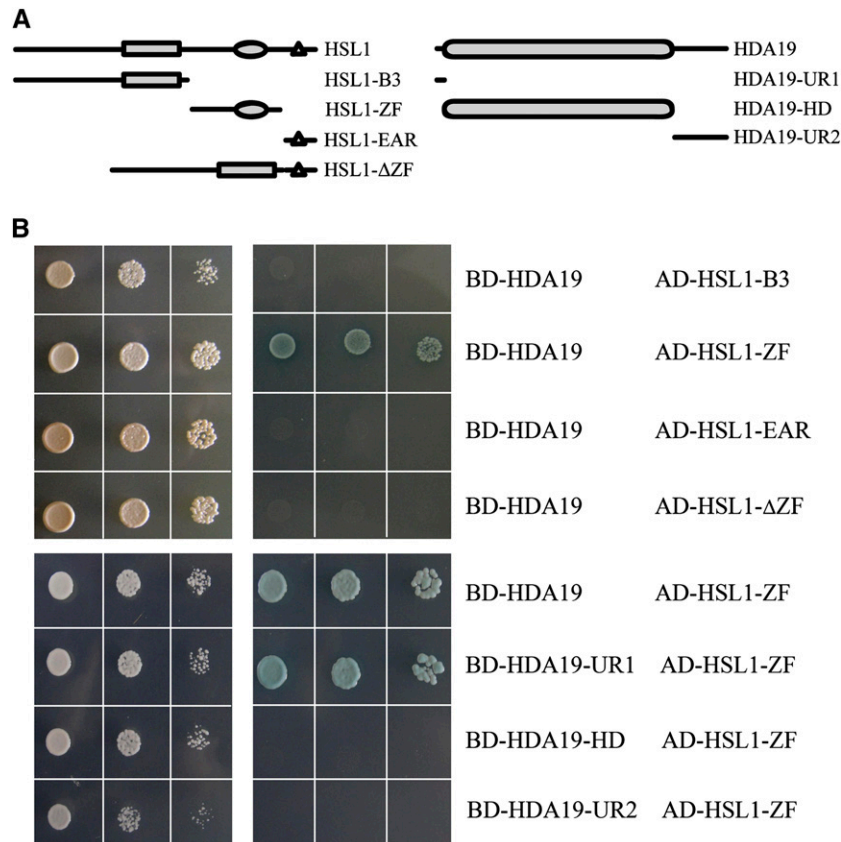 A
HSL1 HDA19
HSL1-B3 HDA19-UR1
HSL1-ZF HDA19-HD
HSL1-EAR HDA19-UR2
HSL1-ΔZF
B
BD-HDA19 AD-HSL1-B3
BD-HDA19 AD-HSL1-ZF
BD-HDA19 AD-HSL1-EAR
BD-HDA19 AD-HSL1-ΔZF
BD-HDA19 AD-HSL1-ZF
BD-HDA19-UR1 AD-HSL1-ZF
BD-HDA19-HD AD-HSL1-ZF
BD-HDA19-UR2 AD-HSL1-ZF